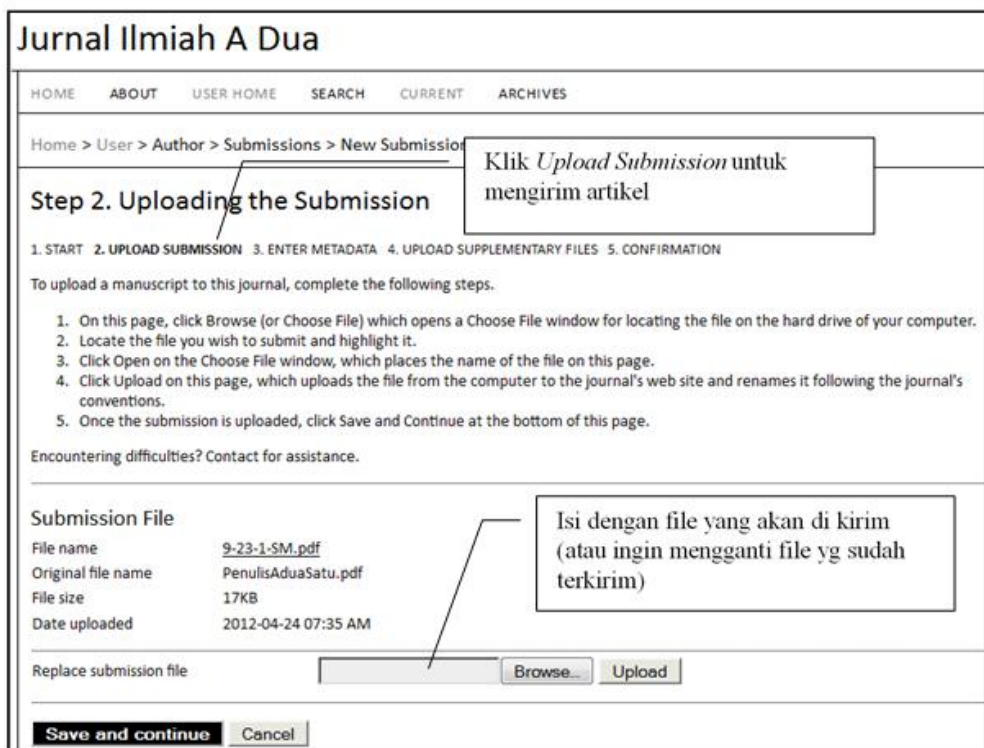 Jurnal Ilmiah A Dua
HOME ABOUT USER HOME SEARCH CURRENT ARCHIVES
Home > User > Author > Submissions > New Submission
Klik Upload Submission untuk
mengirim artikel
Step 2. Uploading the Submission
1. START 2. UPLOAD SUBMISSION 3. ENTER METADATA 4. UPLOAD SUPPLEMENTARY FILES 5. CONFIRMATION
To upload a manuscript to this journal, complete the following steps.
1. On this page, click Browse (or Choose File) which opens a Choose File window for locating the file on the hard drive of your computer.
2. Locate the file you wish to submit and highlight it.
3. Click Open on the Choose File window, which places the name of the file on this page.
4. Click Upload on this page, which uploads the file from the computer to the journal's web site and renames it following the journal's
conventions.
5. Once the submission is uploaded, click Save and Continue at the bottom of this page.
Encountering difficulties? Contact for assistance.
Submission File
File name 9-23-1-SM.pdf
Original file name PenulisAduaSatu.pdf
File size 17KB
Date uploaded 2012-04-24 07:35 AM
Isi dengan file yang akan di kirim
(atau ingin mengganti file yg sudah
terkirim)
Replace submission file Browse... Upload
Save and continue Cancel